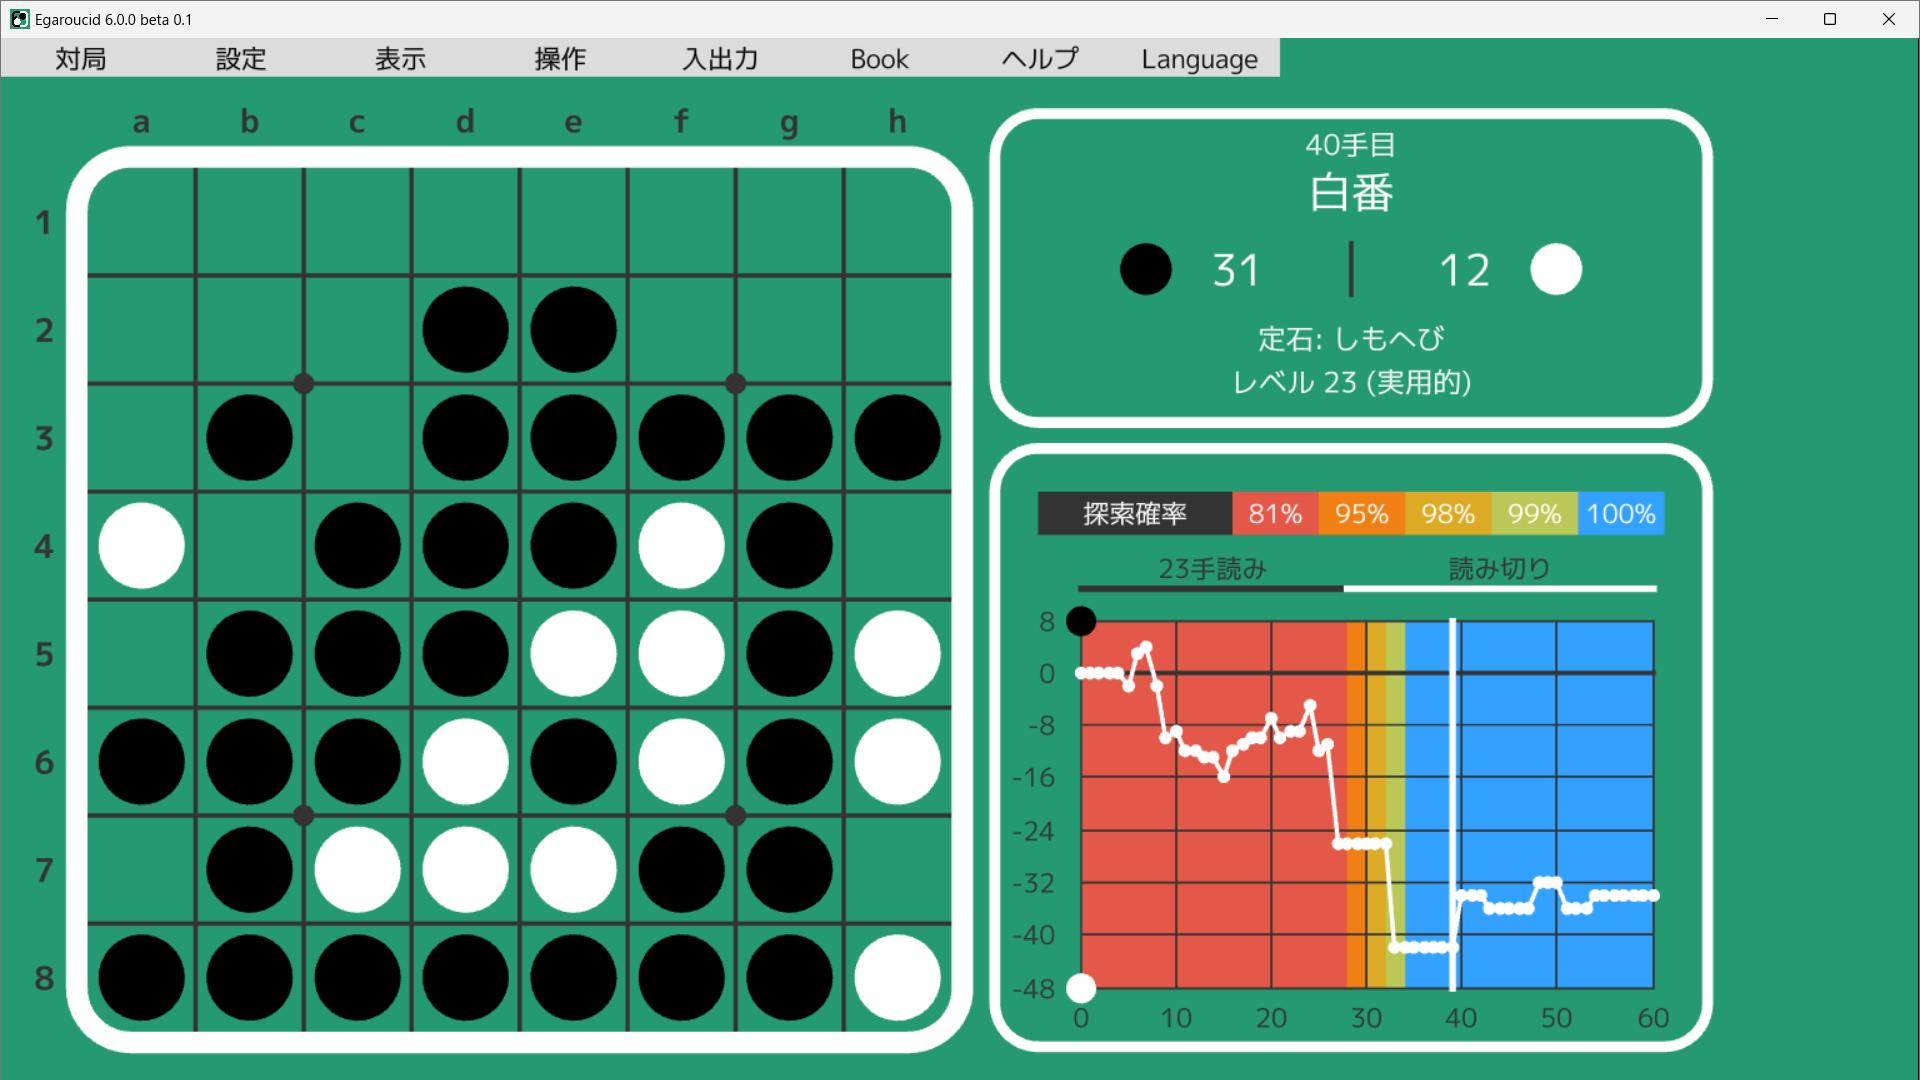 Egaroucid 6.0.0 beta 0.1
対局 設定 表示 操作 入出力 Book ヘルプ Language
a b c d e f g h
1
2
3
4
5
6
7
8
40手目
白番
31 12
定石: しもへび
レベル 23 (実用的)
探索確率 81% 95% 98% 99% 100%
23手読み 読み切り
8
0
-8
-16
-24
-32
-40
-48
0 10 20 30 40 50 60